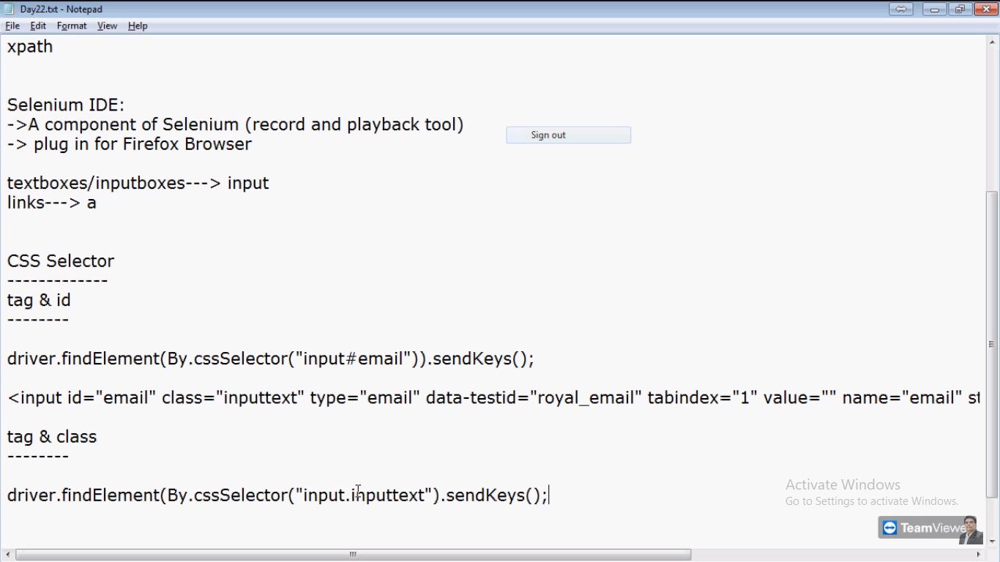 Day22.txt - Notepad
File Edit Format View Help
xpath
Selenium IDE:
->A component of Selenium (record and playback tool)
-> plug in for Firefox Browser
Sign out
textboxes/inputboxes---> input
links---> a
CSS Selector
-------------
tag & id
--------
driver.findElement(By.cssSelector("input#email")).sendKeys();
<input id="email" class="inputtext" type="email" data-testid="royal_email" tabindex="1" value="" name="email" st
tag & class
--------
driver.findElement(By.cssSelector("input.inputtext").sendKeys();
Activate Windows
Go to Settings to activate Windows.
TeamViewe